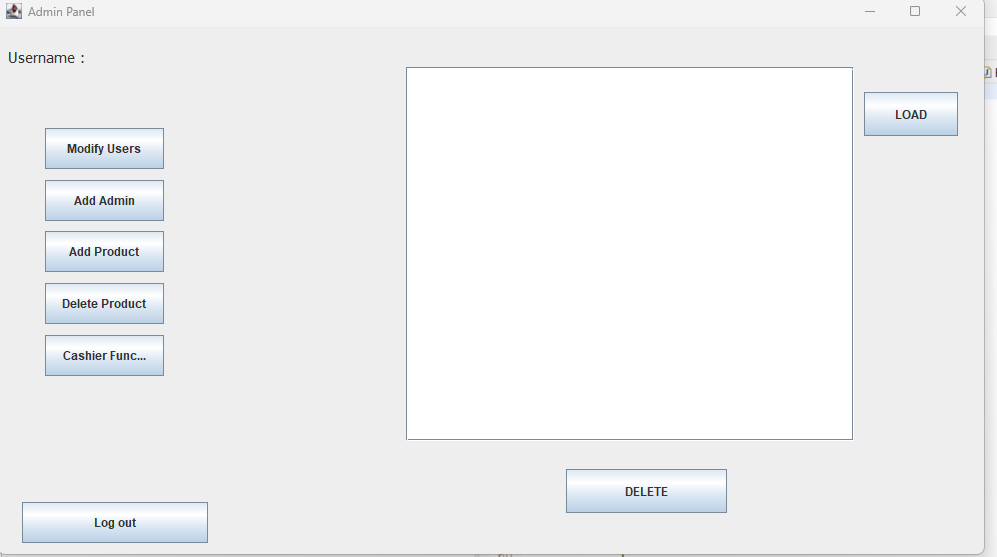 Admin Panel
Username :
LOAD
Modify Users
Add Admin
Add Product
Delete Product
Cashier Func...
DELETE
Log out